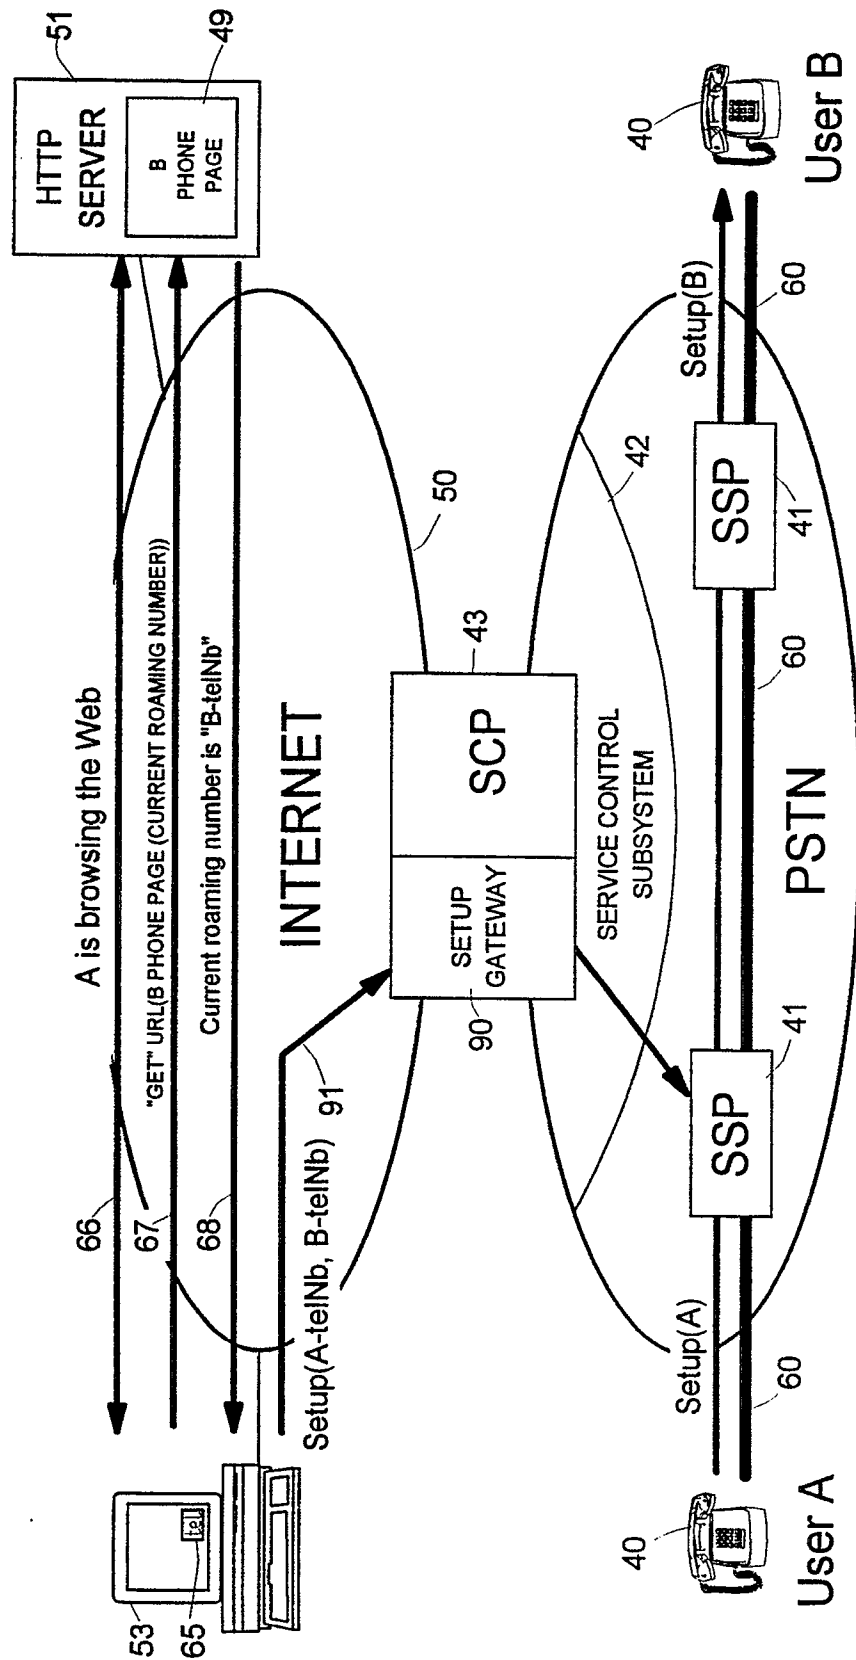 51
HTTP
SERVER
B
PHONE
PAGE
49
A is browsing the Web
66
"GET" URL(B PHONE PAGE (CURRENT ROAMING NUMBER))
67
Current roaming number is "B-telNb"
68
53
tel
65
INTERNET
50
Setup(A-telNb, B-telNb)
91
SETUP
GATEWAY
90
SCP
43
SERVICE CONTROL
SUBSYSTEM
42
Setup(A)
Setup(B)
40
User A
60
SSP
41
60
SSP
41
60
40
User B
PSTN